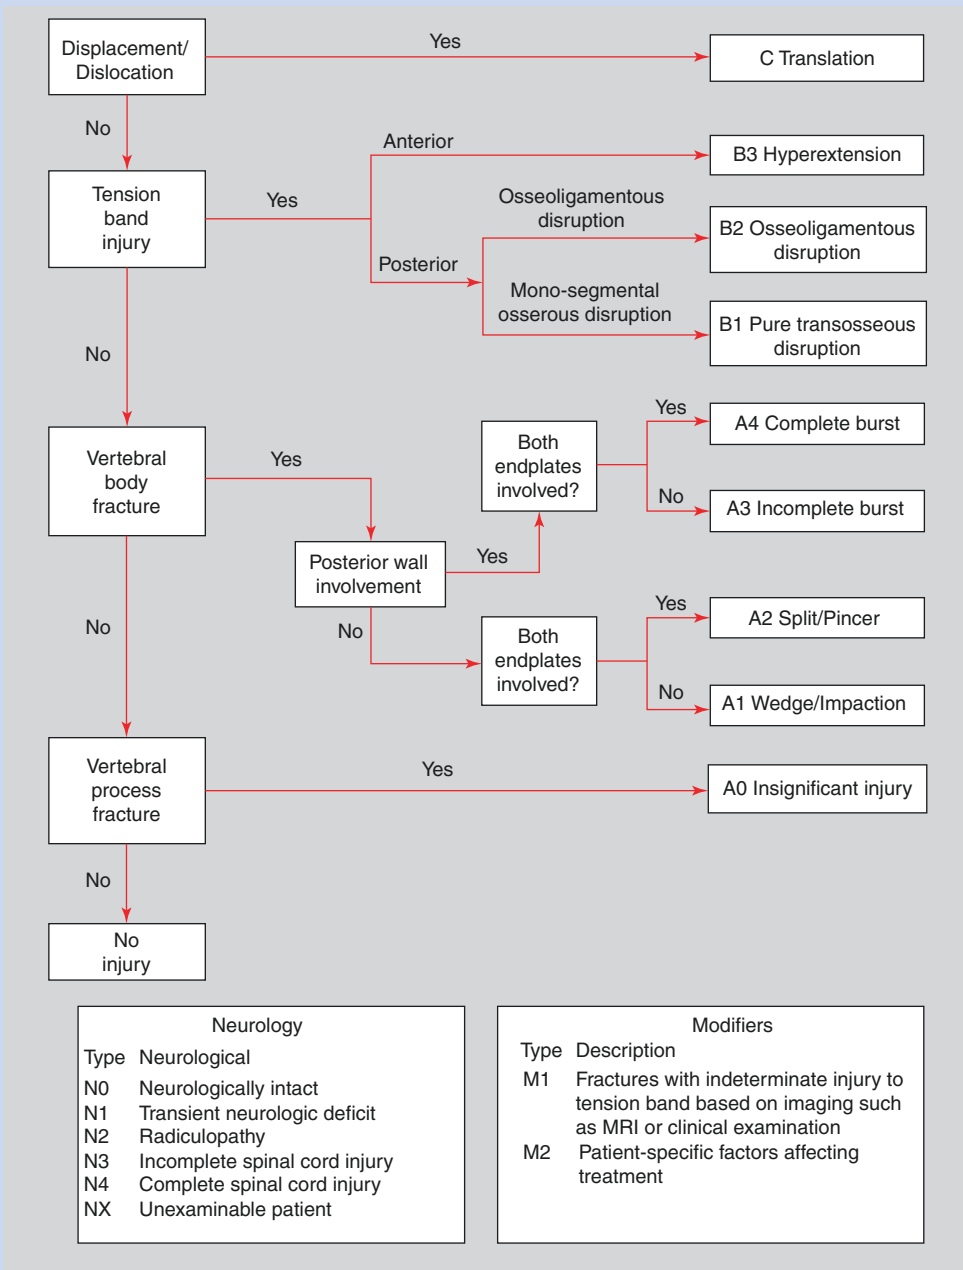 Displacement/
Dislocation
Yes
C Translation
No
Anterior
B3 Hyperextension
Tension
band
injury
Yes
Osseoligamentous
disruption
B2 Osseoligamentous
disruption
Posterior
Mono-segmental
osserous disruption
B1 Pure transosseous
disruption
No
Yes
A4 Complete burst
Both
endplates
involved?
Vertebral
body
fracture
Yes
No
A3 Incomplete burst
Posterior wall
involvement
Yes
No
Yes
A2 Split/Pincer
No
Both
endplates
involved?
No
A1 Wedge/Impaction
Vertebral
process
fracture
Yes
A0 Insignificant injury
No
No
injury
Neurology
Type Neurological
N0 Neurologically intact
N1 Transient neurologic deficit
N2 Radiculopathy
N3 Incomplete spinal cord injury
N4 Complete spinal cord injury
NX Unexaminable patient
Modifiers
Type Description
M1 Fractures with indeterminate injury to
tension band based on imaging such
as MRI or clinical examination
M2 Patient-specific factors affecting
treatment